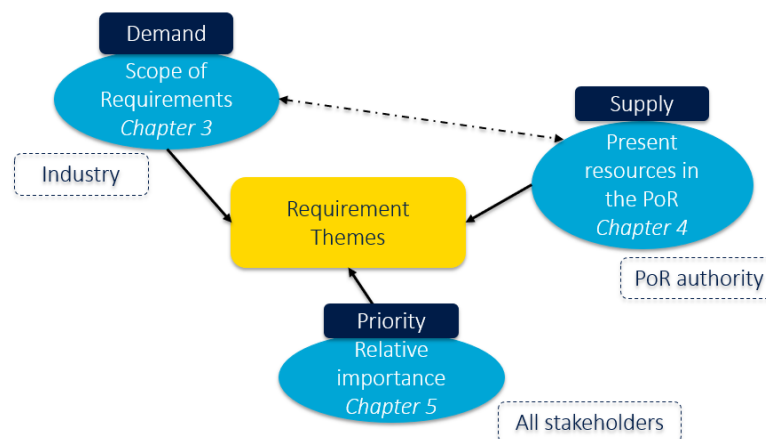 Demand
Scope of
Requirements
Chapter 3
Industry
Supply
Present
resources in
the PoR
Chapter 4
PoR authority
Requirement
Themes
Priority
Relative
importance
Chapter 5
All stakeholders